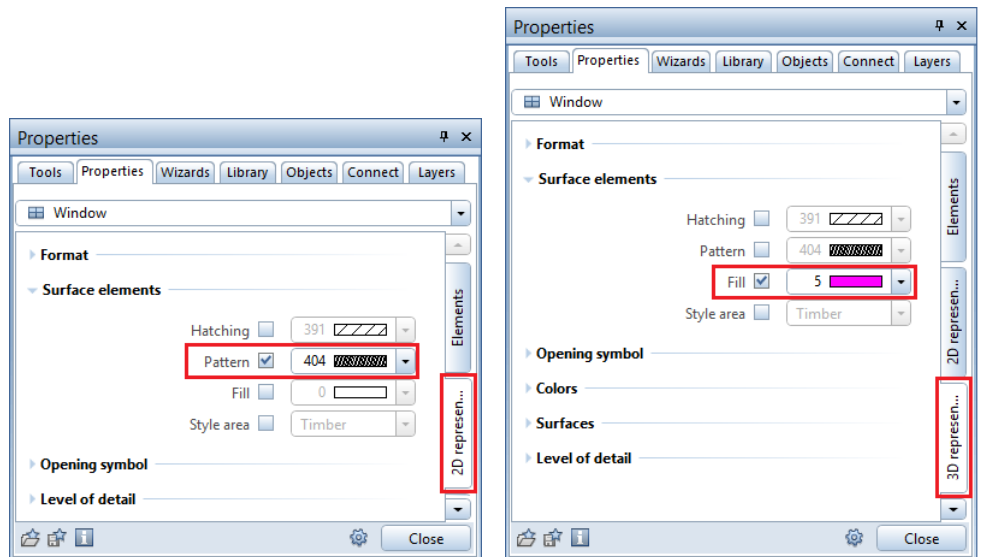 Properties
Tools Properties Wizards Library Objects Connect Layers
Window
Format
Surface elements
Hatching 391
Pattern 404
Fill 0
Style area Timber
Opening symbol
Level of detail
Elements
2D represen...
Close
Properties
Tools Properties Wizards Library Objects Connect Layers
Window
Format
Surface elements
Hatching 391
Pattern 404
Fill 5
Style area Timber
Opening symbol
Colors
Surfaces
Level of detail
Elements
2D represen...
3D represen...
Close